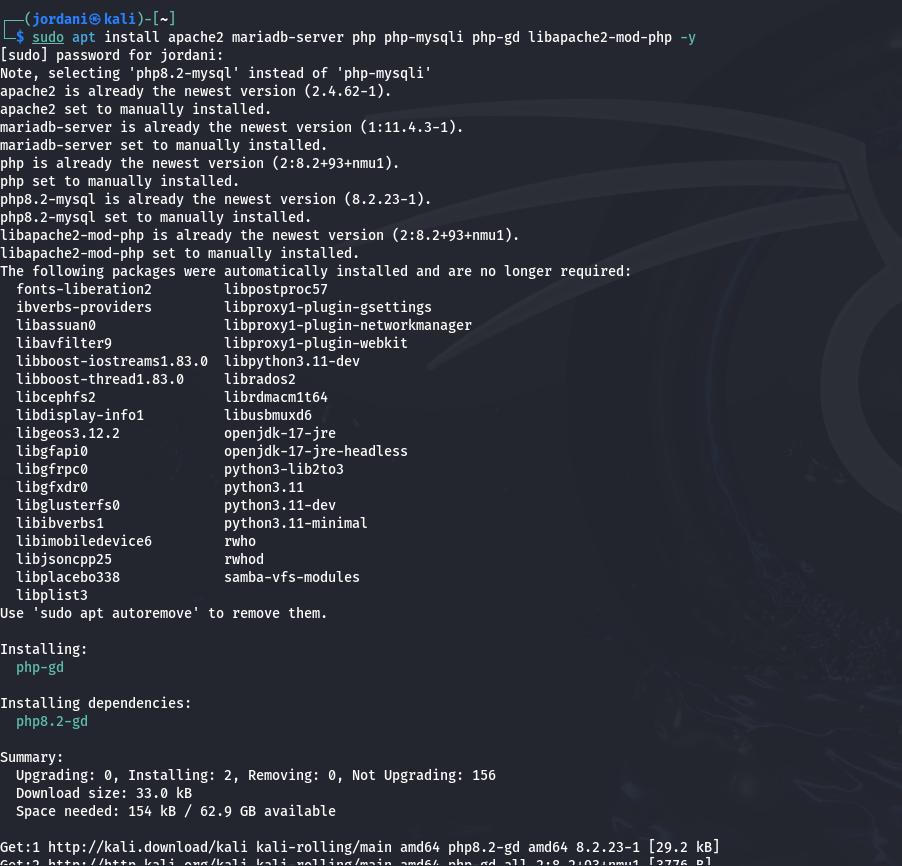 ┌──(jordani㉿kali)-[~]
└─$ sudo apt install apache2 mariadb-server php php-mysqli php-gd libapache2-mod-php -y
[sudo] password for jordani:
Note, selecting 'php8.2-mysql' instead of 'php-mysqli'
apache2 is already the newest version (2.4.62-1).
apache2 set to manually installed.
mariadb-server is already the newest version (1:11.4.3-1).
mariadb-server set to manually installed.
php is already the newest version (2:8.2+93+nmu1).
php set to manually installed.
php8.2-mysql is already the newest version (8.2.23-1).
php8.2-mysql set to manually installed.
libapache2-mod-php is already the newest version (2:8.2+93+nmu1).
libapache2-mod-php set to manually installed.
The following packages were automatically installed and are no longer required:
  fonts-liberation2         libpostproc57
  ibverbs-providers         libproxy1-plugin-gsettings
  libassuan0                libproxy1-plugin-networkmanager
  libavfilter9              libproxy1-plugin-webkit
  libboost-iostreams1.83.0  libpython3.11-dev
  libboost-thread1.83.0     librados2
  libcephfs2                librdmacm1t64
  libdisplay-info1          libusbmuxd6
  libgeos3.12.2             openjdk-17-jre
  libgfapi0                 openjdk-17-jre-headless
  libgfrpc0                 python3-lib2to3
  libgfxdr0                 python3.11
  libglusterfs0             python3.11-dev
  libibverbs1               python3.11-minimal
  libimobiledevice6         rwho
  libjsoncpp25              rwhod
  libplacebo338             samba-vfs-modules
  libplist3
Use 'sudo apt autoremove' to remove them.

Installing:
  php-gd

Installing dependencies:
  php8.2-gd

Summary:
  Upgrading: 0, Installing: 2, Removing: 0, Not Upgrading: 156
  Download size: 33.0 kB
  Space needed: 154 kB / 62.9 GB available

Get:1 http://kali.download/kali kali-rolling/main amd64 php8.2-gd amd64 8.2.23-1 [29.2 kB]
Get:2 http://http.kali.org/kali kali-rolling/main amd64 php-gd all 2:8.2+93+nmu1 [3776 B]